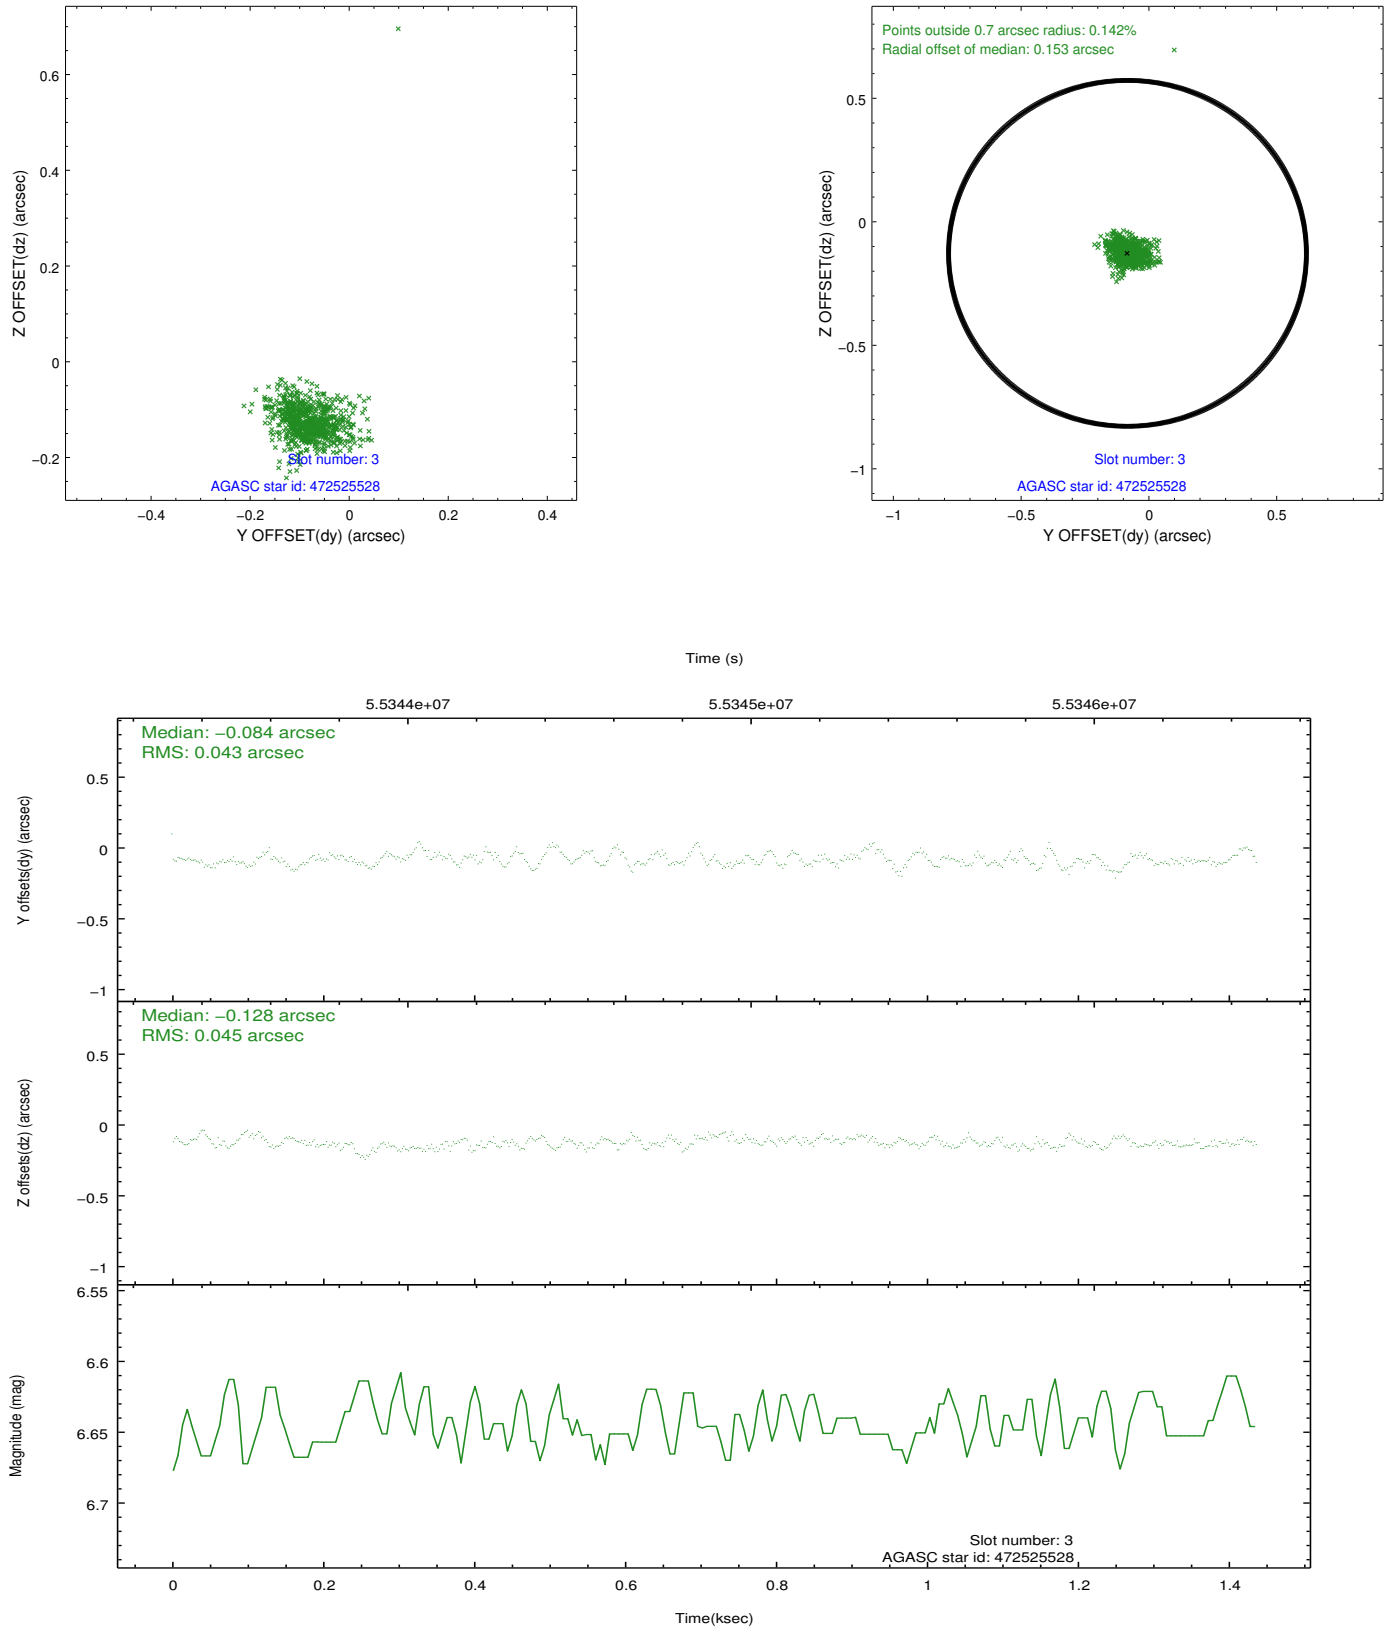 0.6
0.4
0.2
0
−0.2
Z OFFSET(dz) (arcsec)
Slot number: 3
AGASC star id: 472525528
−0.4 −0.2 0 0.2 0.4
Y OFFSET(dy) (arcsec)
Points outside 0.7 arcsec radius: 0.142%
Radial offset of median: 0.153 arcsec
0.5
0
−0.5
−1
Z OFFSET(dz) (arcsec)
Slot number: 3
AGASC star id: 472525528
−1 −0.5 0 0.5
Y OFFSET(dy) (arcsec)
Time (s)
5.5344e+07 5.5345e+07 5.5346e+07
Median: −0.084 arcsec
RMS: 0.043 arcsec
0.5
0
−0.5
−1
Y offsets(dy) (arcsec)
Median: −0.128 arcsec
RMS: 0.045 arcsec
0.5
0
−0.5
−1
Z offsets(dz) (arcsec)
6.55
6.6
6.65
6.7
Magnitude (mag)
Slot number: 3
AGASC star id: 472525528
0 0.2 0.4 0.6 0.8 1 1.2 1.4
Time(ksec)